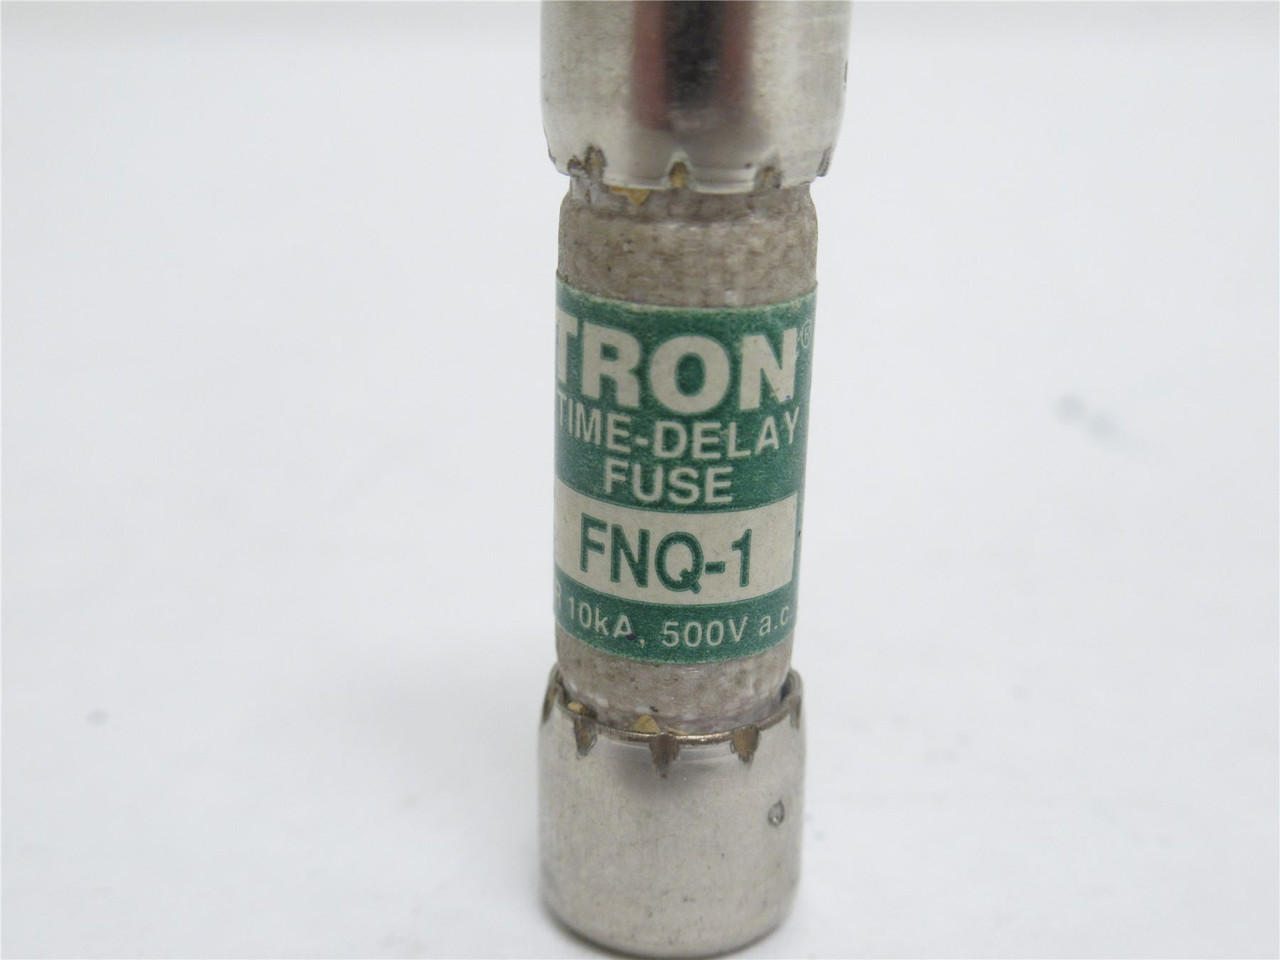 TRON®
TIME-DELAY
FUSE
FNQ-1
10kA, 500V a.c.